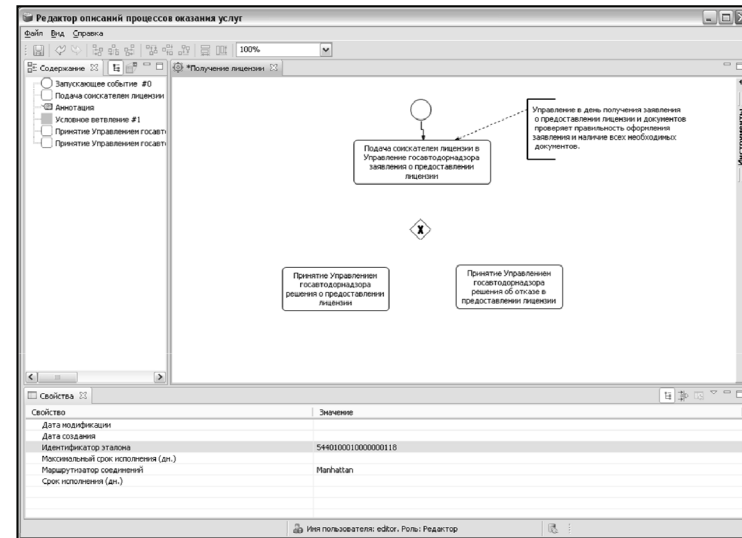 Редактор описаний процессов оказания услуг
Файл Вид Справка
100%
Содержание
*Получение лицензии
Запускающее событие #0
Подача соискателем лицензии
Аннотация
Условное ветвление #1
Принятие Управлением госавт
Принятие Управлением госавт
Управление в день получения заявления
о предоставлении лицензии и документов
проверяет правильность оформления
заявления и наличие всех необходимых
документов.
Подача соискателем лицензии в
Управление госавтодорнадзора
заявления о предоставлении
лицензии
X
Принятие Управлением
госавтодорнадзора
решения о предоставлении
лицензии
Принятие Управлением
госавтодорнадзора
решения об отказе в
предоставлении лицензии
Инструменты
Свойства
Свойство Значение
Дата модификации
Дата создания
Идентификатор эталона 5440100010000000118
Максимальный срок исполнения (дн.)
Маршрутизатор соединений Manhattan
Срок исполнения (дн.)
Имя пользователя: editor. Роль: Редактор